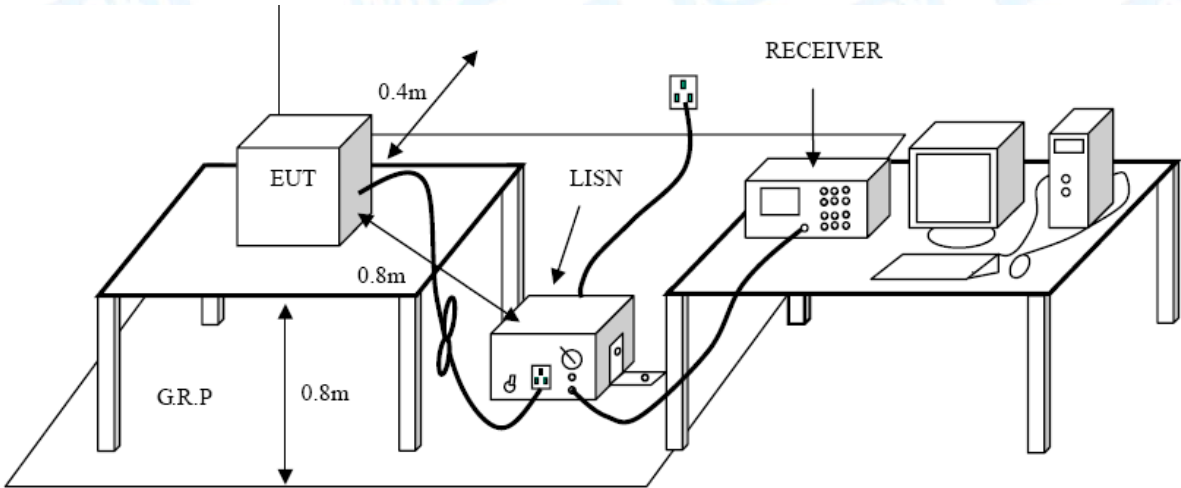 RECEIVER
0.4m
EUT
LISN
0.8m
G.R.P
0.8m